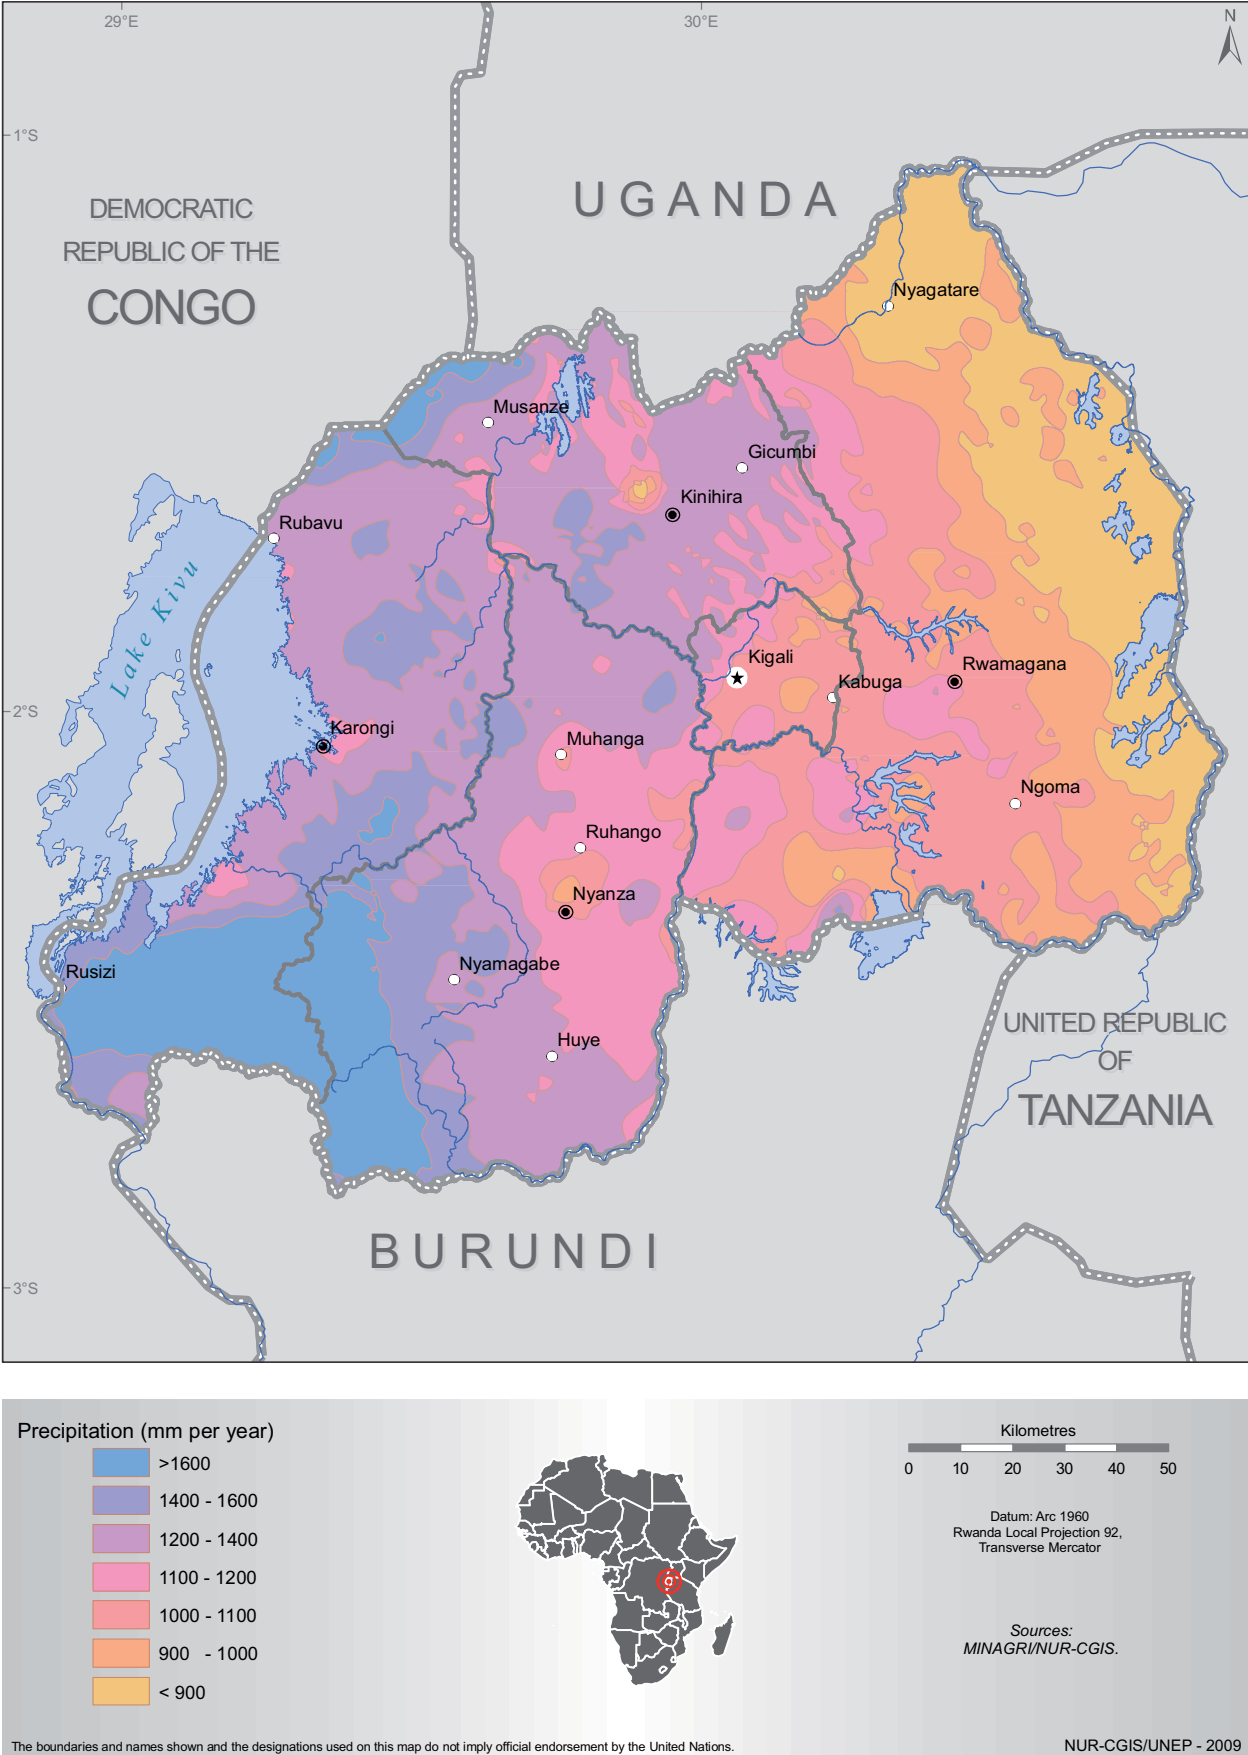 29°E
30°E
N
1°S
UGANDA
DEMOCRATIC
REPUBLIC OF THE
CONGO
Nyagatare
Musanze
Gicumbi
Kinihira
Rubavu
Lake Kivu
Kigali
Rwamagana
Kabuga
2°S
Karongi
Muhanga
Ngoma
Ruhango
Nyanza
Rusizi
Nyamagabe
Huye
UNITED REPUBLIC
OF
TANZANIA
BURUNDI
3°S
Precipitation (mm per year)
>1600
1400 - 1600
1200 - 1400
1100 - 1200
1000 - 1100
900 - 1000
< 900
Kilometres
0 10 20 30 40 50
Datum: Arc 1960
Rwanda Local Projection 92,
Transverse Mercator
Sources:
MINAGRI/NUR-CGIS.
The boundaries and names shown and the designations used on this map do not imply official endorsement by the United Nations.
NUR-CGIS/UNEP - 2009